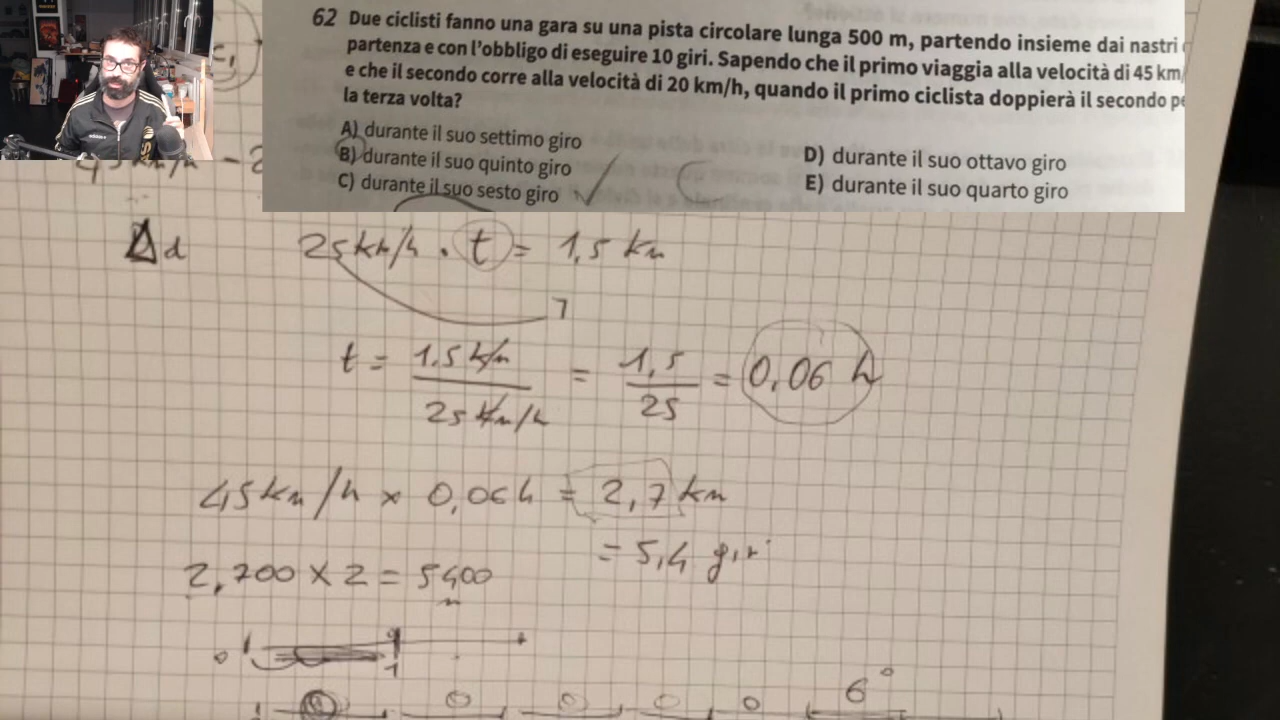 62 Due ciclisti fanno una gara su una pista circolare lunga 500 m, partendo insieme dai nastri
partenza e con l'obbligo di eseguire 10 giri. Sapendo che il primo viaggia alla velocità di 45 km/
e che il secondo corre alla velocità di 20 km/h, quando il primo ciclista doppierà il secondo pe
la terza volta?
A) durante il suo settimo giro
B) durante il suo quinto giro
C) durante il suo sesto giro
D) durante il suo ottavo giro
E) durante il suo quarto giro
Δd 25 km/h · t = 1,5 km
t = 1.5 km / 25 km/h = 1,5 / 25 = 0,06 h
45 km/h × 0,06 h = 2,7 km
= 5,4 giri
2,700 × 2 = 5400
0 1
6°